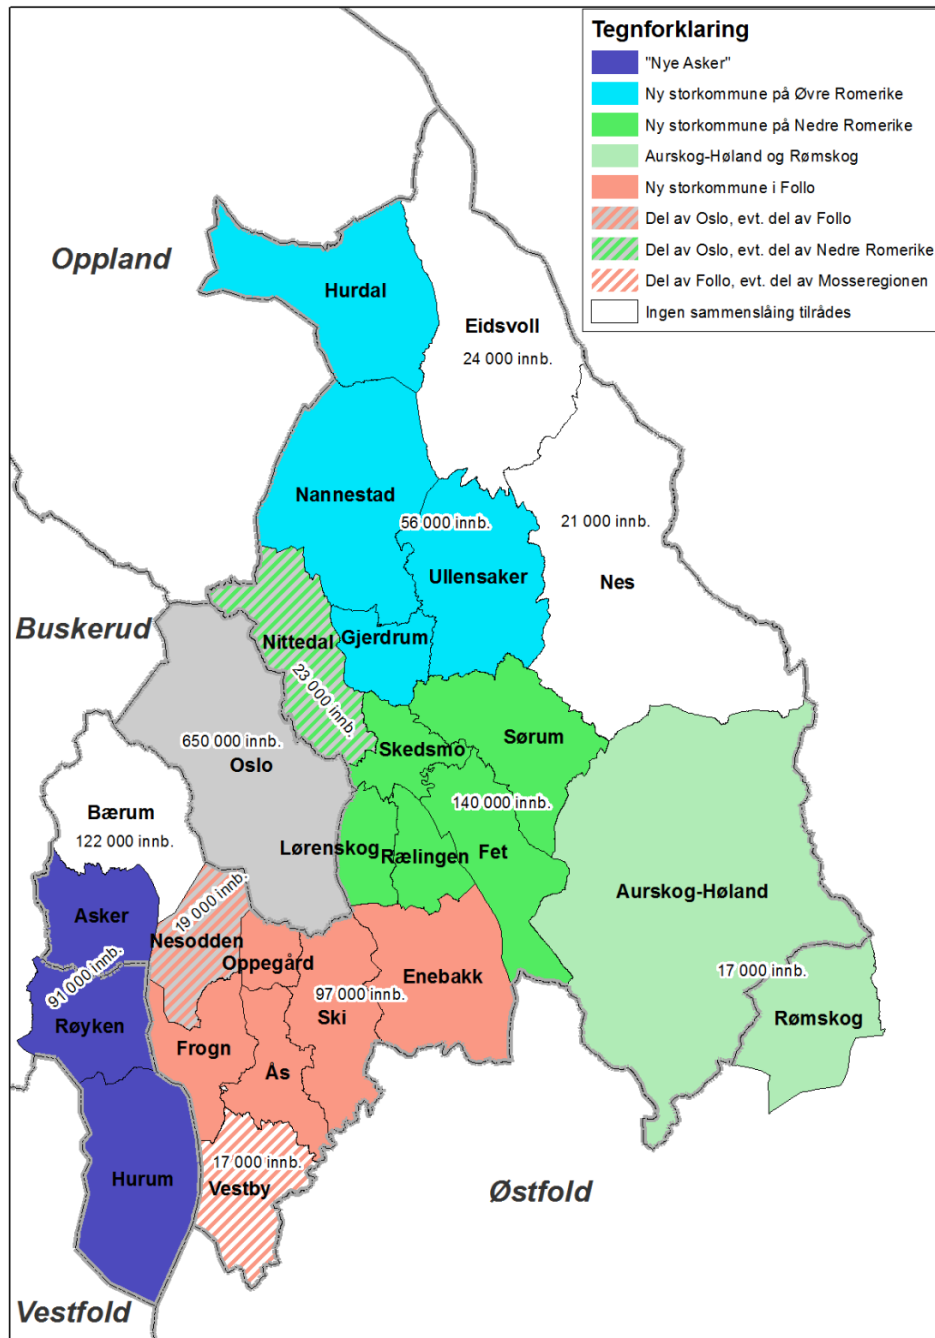 Tegnforklaring
"Nye Asker"
Ny storkommune på Øvre Romerike
Ny storkommune på Nedre Romerike
Aurskog-Høland og Rømskog
Ny storkommune i Follo
Del av Oslo, evt. del av Follo
Del av Oslo, evt. del av Nedre Romerike
Del av Follo, evt. del av Mosseregionen
Ingen sammenslåing tilrådes
Oppland
Hurdal
Eidsvoll
24 000 innb.
Nannestad
56 000 innb.
21 000 innb.
Ullensaker
Nes
Buskerud
Nittedal
Gjerdrum
23 000 innb.
Skedsmo
Sørum
650 000 innb.
Oslo
Bærum
122 000 innb.
140 000 innb.
Lørenskog
Rælingen
Fet
Aurskog-Høland
Asker
19 000 innb.
Nesodden
Oppegård
Enebakk
91 000 innb.
17 000 innb.
97 000 innb.
Røyken
Ski
Rømskog
Frogn
Ås
17 000 innb.
Hurum
Vestby
Østfold
Vestfold